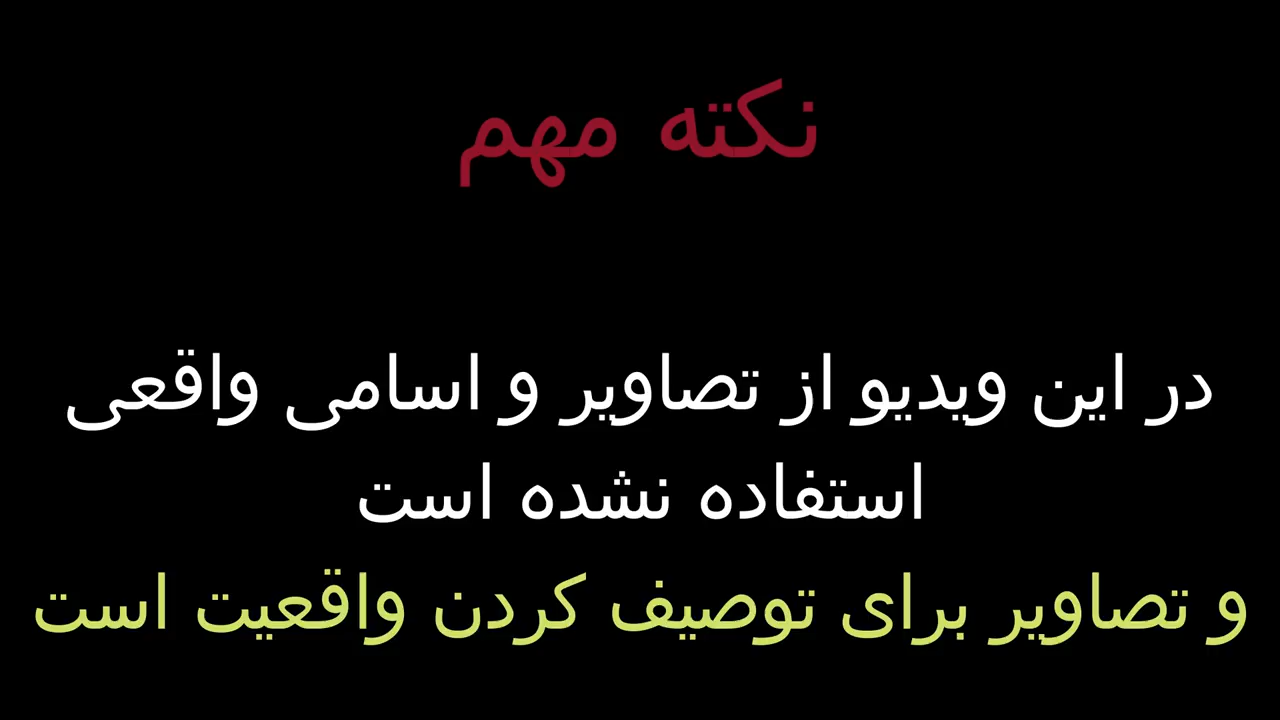 نکته مهم
در این ویدیو از تصاویر و اسامی واقعی
استفاده نشده است
و تصاویر برای توصیف کردن واقعیت است